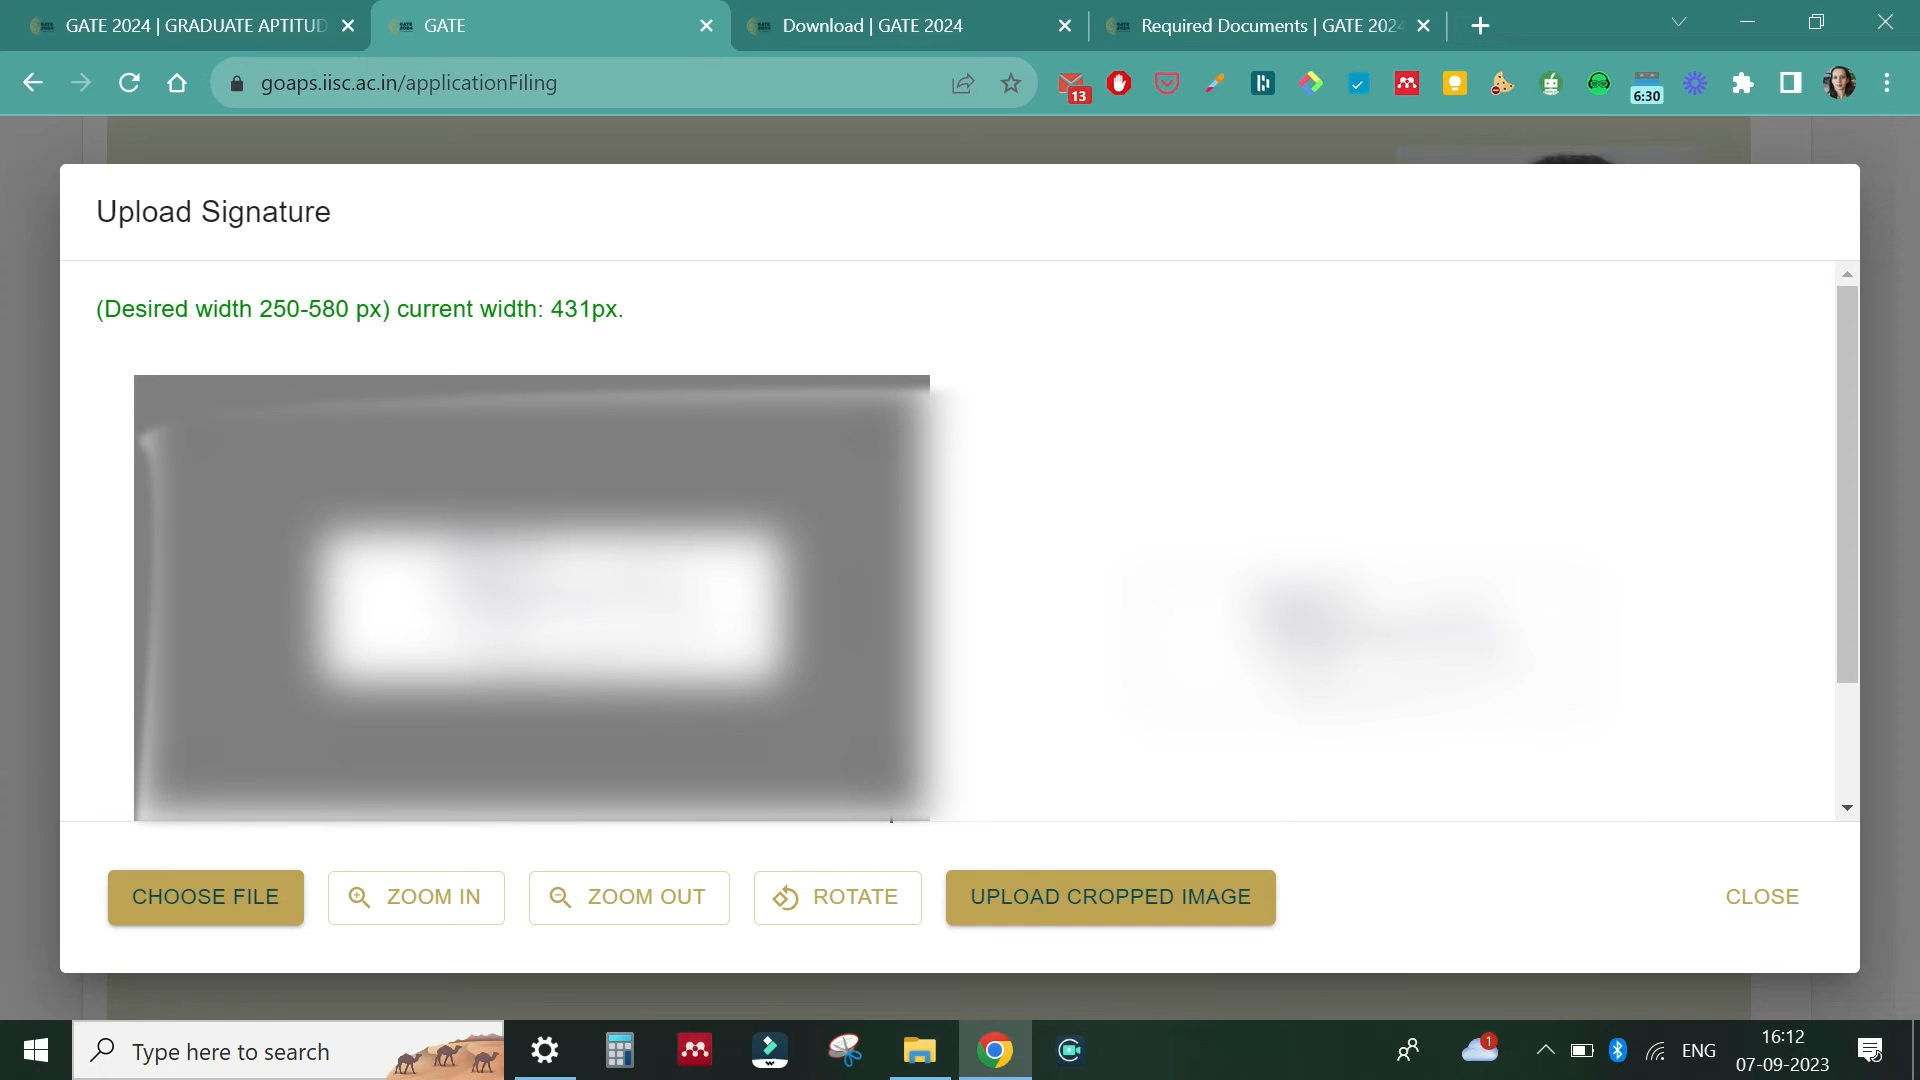 GATE 2024 | GRADUATE APTITUD
GATE
Download | GATE 2024
Required Documents | GATE 202
goaps.iisc.ac.in/applicationFiling
13
6:30
Upload Signature
(Desired width 250-580 px) current width: 431px.
CHOOSE FILE
ZOOM IN
ZOOM OUT
ROTATE
UPLOAD CROPPED IMAGE
CLOSE
Type here to search
1
ENG
16:12
07-09-2023